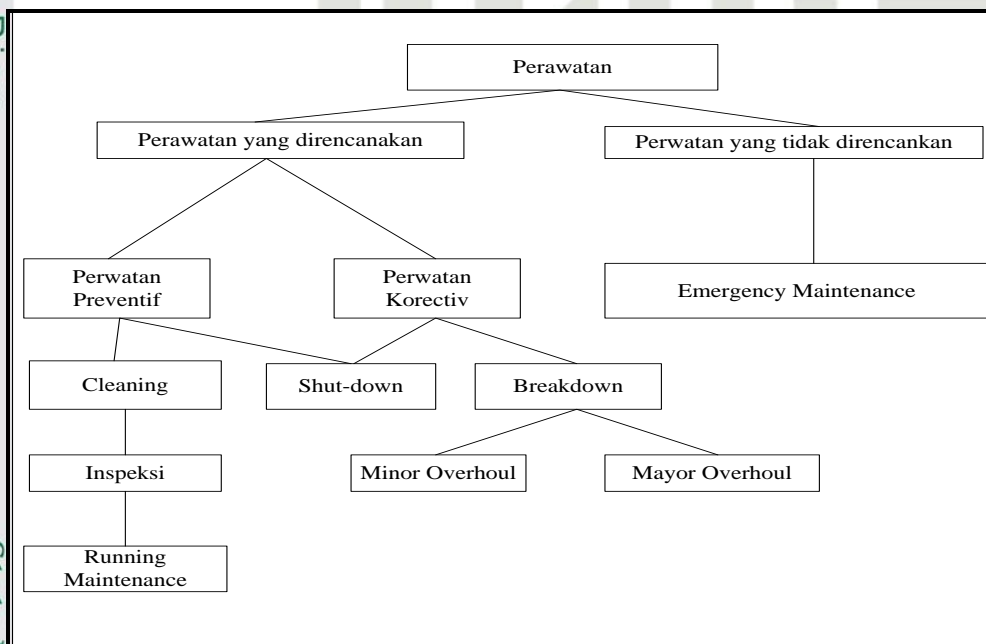 Perawatan
Perawatan yang direncanakan
Perwatan yang tidak direncankan
Perwatan
Preventif
Perwatan
Korectiv
Emergency Maintenance
Cleaning
Shut-down
Breakdown
Inspeksi
Minor Overhoul
Mayor Overhoul
Running
Maintenance